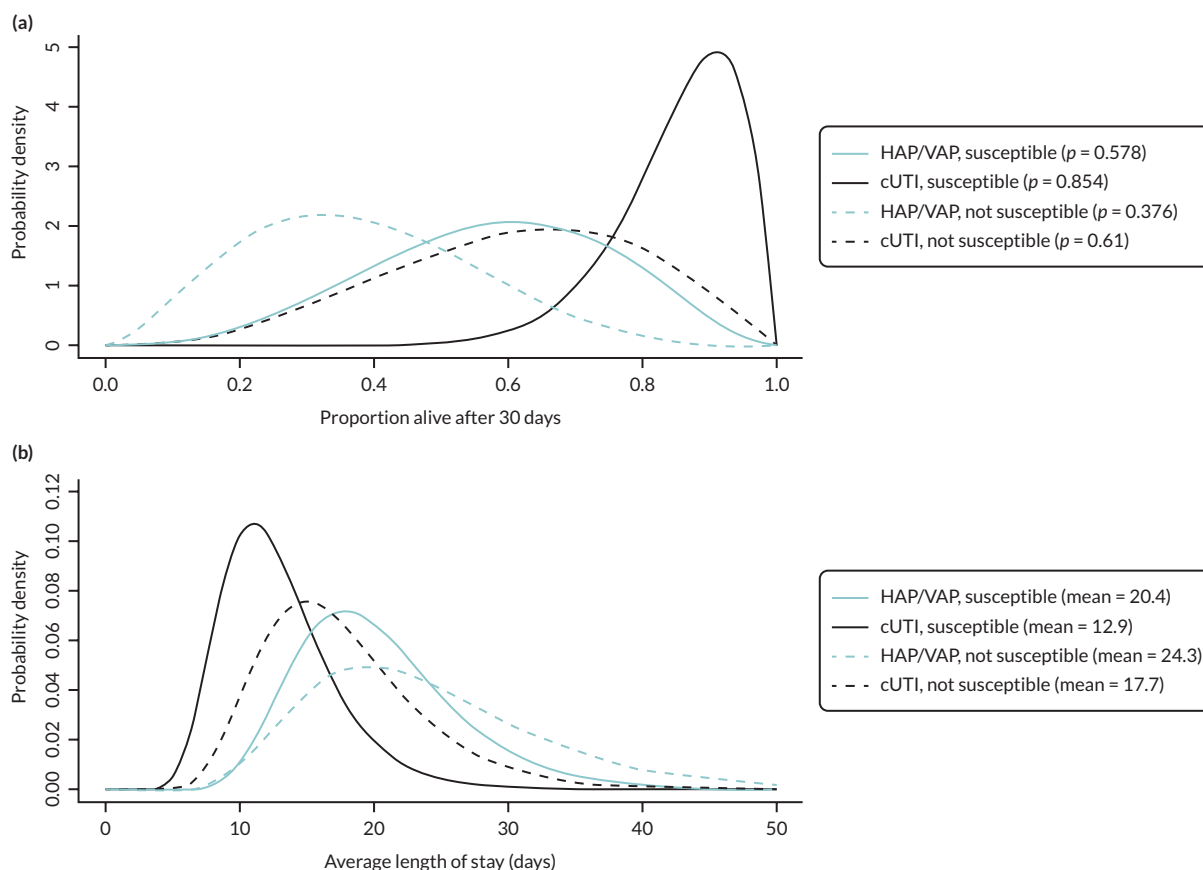 (a)
Probability density
5
4
3
2
1
0
0.0 0.2 0.4 0.6 0.8 1.0
Proportion alive after 30 days
HAP/VAP, susceptible (p = 0.578)
cUTI, susceptible (p = 0.854)
HAP/VAP, not susceptible (p = 0.376)
cUTI, not susceptible (p = 0.61)
(b)
Probability density
0.12
0.10
0.08
0.06
0.04
0.02
0.00
0 10 20 30 40 50
Average length of stay (days)
HAP/VAP, susceptible (mean = 20.4)
cUTI, susceptible (mean = 12.9)
HAP/VAP, not susceptible (mean = 24.3)
cUTI, not susceptible (mean = 17.7)